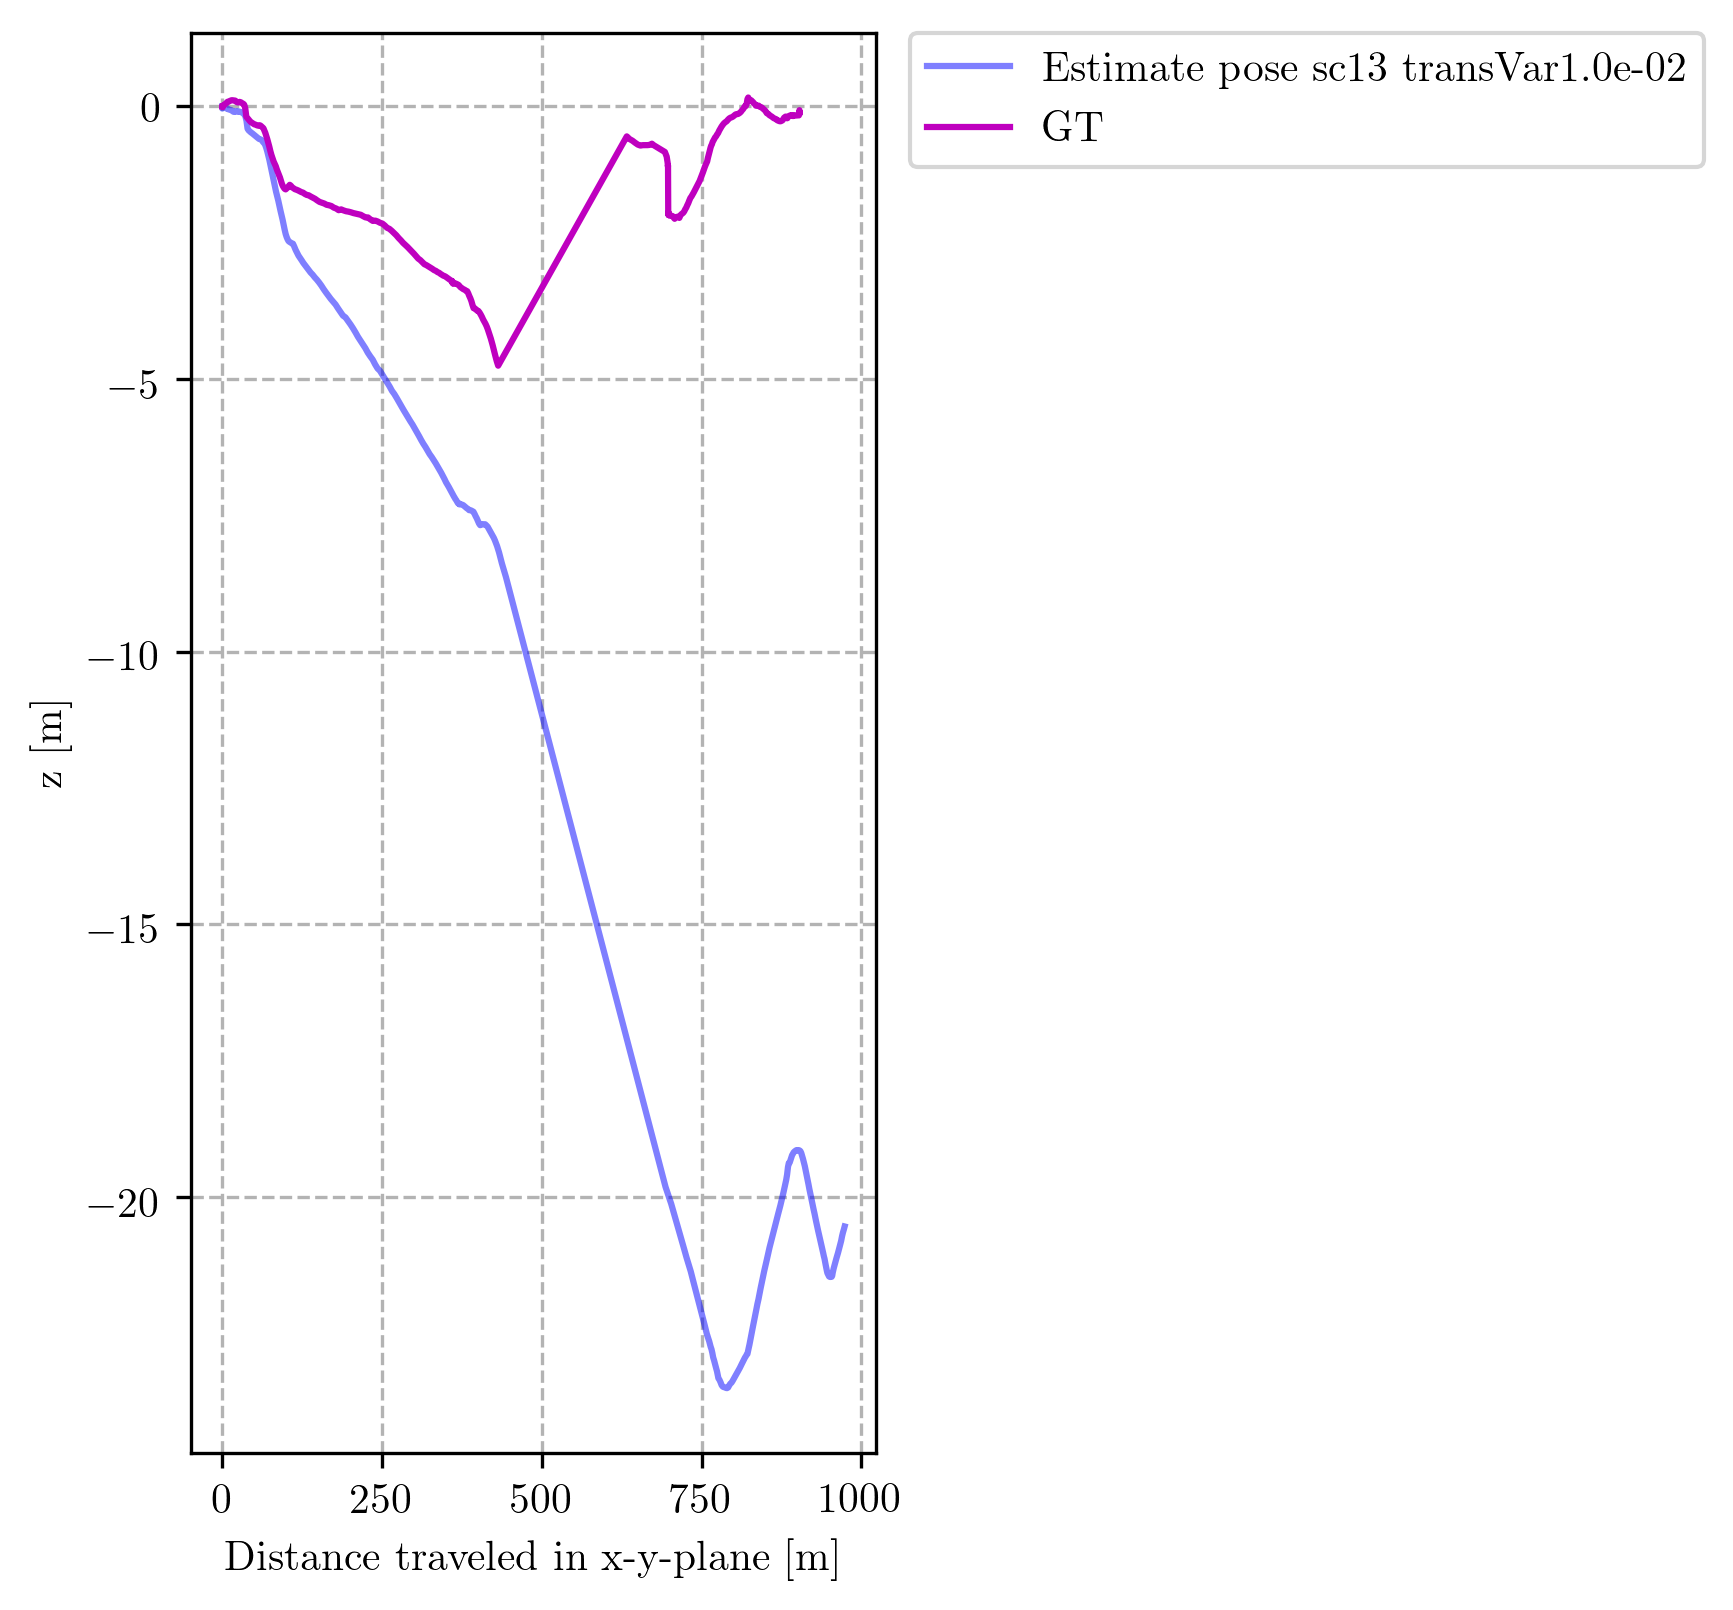 Estimate pose sc13 transVar1.0e-02
GT
0
−5
−10
−15
−20
z [m]
0 250 500 750 1000
Distance traveled in x-y-plane [m]